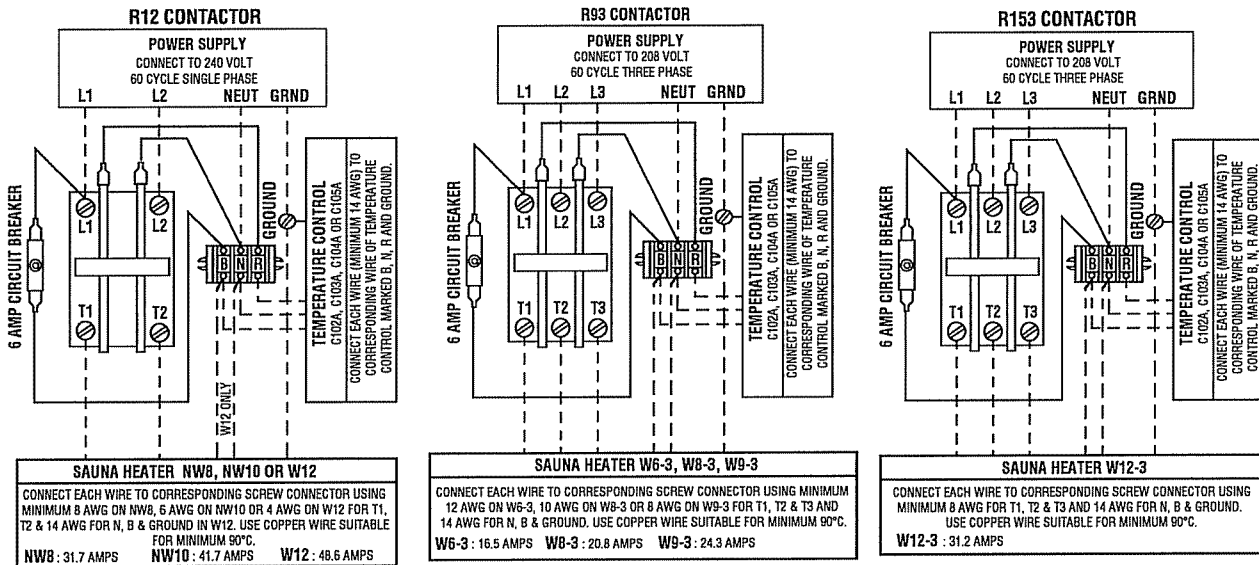 R12 CONTACTOR
POWER SUPPLY
CONNECT TO 240 VOLT
60 CYCLE SINGLE PHASE
L1 L2 NEUT GRND
6 AMP CIRCUIT BREAKER
L1 L2
B N R
GROUND
T1 T2
W12 ONLY
TEMPERATURE CONTROL
C102A, C103A, C104A OR C105A
CONNECT EACH WIRE (MINIMUM 14 AWG) TO
CORRESPONDING WIRE OF TEMPERATURE
CONTROL MARKED B, N, R AND GROUND.
SAUNA HEATER NW8, NW10 OR W12
CONNECT EACH WIRE TO CORRESPONDING SCREW CONNECTOR USING
MINIMUM 8 AWG ON NW8, 6 AWG ON NW10 OR 4 AWG ON W12 FOR T1,
T2 & 14 AWG FOR N, B & GROUND IN W12. USE COPPER WIRE SUITABLE
FOR MINIMUM 90°C.
NW8 : 31.7 AMPS NW10 : 41.7 AMPS W12 : 48.6 AMPS
R93 CONTACTOR
POWER SUPPLY
CONNECT TO 208 VOLT
60 CYCLE THREE PHASE
L1 L2 L3 NEUT GRND
6 AMP CIRCUIT BREAKER
L1 L2 L3
B N R
GROUND
T1 T2 T3
TEMPERATURE CONTROL
C102A, C103A, C104A OR C105A
CONNECT EACH WIRE (MINIMUM 14 AWG) TO
CORRESPONDING WIRE OF TEMPERATURE
CONTROL MARKED B, N, R AND GROUND.
SAUNA HEATER W6-3, W8-3, W9-3
CONNECT EACH WIRE TO CORRESPONDING SCREW CONNECTOR USING MINIMUM
12 AWG ON W6-3, 10 AWG ON W8-3 OR 8 AWG ON W9-3 FOR T1, T2 & T3 AND
14 AWG FOR N, B & GROUND. USE COPPER WIRE SUITABLE FOR MINIMUM 90°C.
W6-3 : 16.5 AMPS W8-3 : 20.8 AMPS W9-3 : 24.3 AMPS
R153 CONTACTOR
POWER SUPPLY
CONNECT TO 208 VOLT
60 CYCLE THREE PHASE
L1 L2 L3 NEUT GRND
6 AMP CIRCUIT BREAKER
L1 L2 L3
B N R
GROUND
T1 T2 T3
TEMPERATURE CONTROL
C102A, C103A, C104A OR C105A
CONNECT EACH WIRE (MINIMUM 14 AWG) TO
CORRESPONDING WIRE OF TEMPERATURE
CONTROL MARKED B, N, R AND GROUND.
SAUNA HEATER W12-3
CONNECT EACH WIRE TO CORRESPONDING SCREW CONNECTOR USING
MINIMUM 8 AWG FOR T1, T2 & T3 AND 14 AWG FOR N, B & GROUND.
USE COPPER WIRE SUITABLE FOR MINIMUM 90°C.
W12-3 : 31.2 AMPS